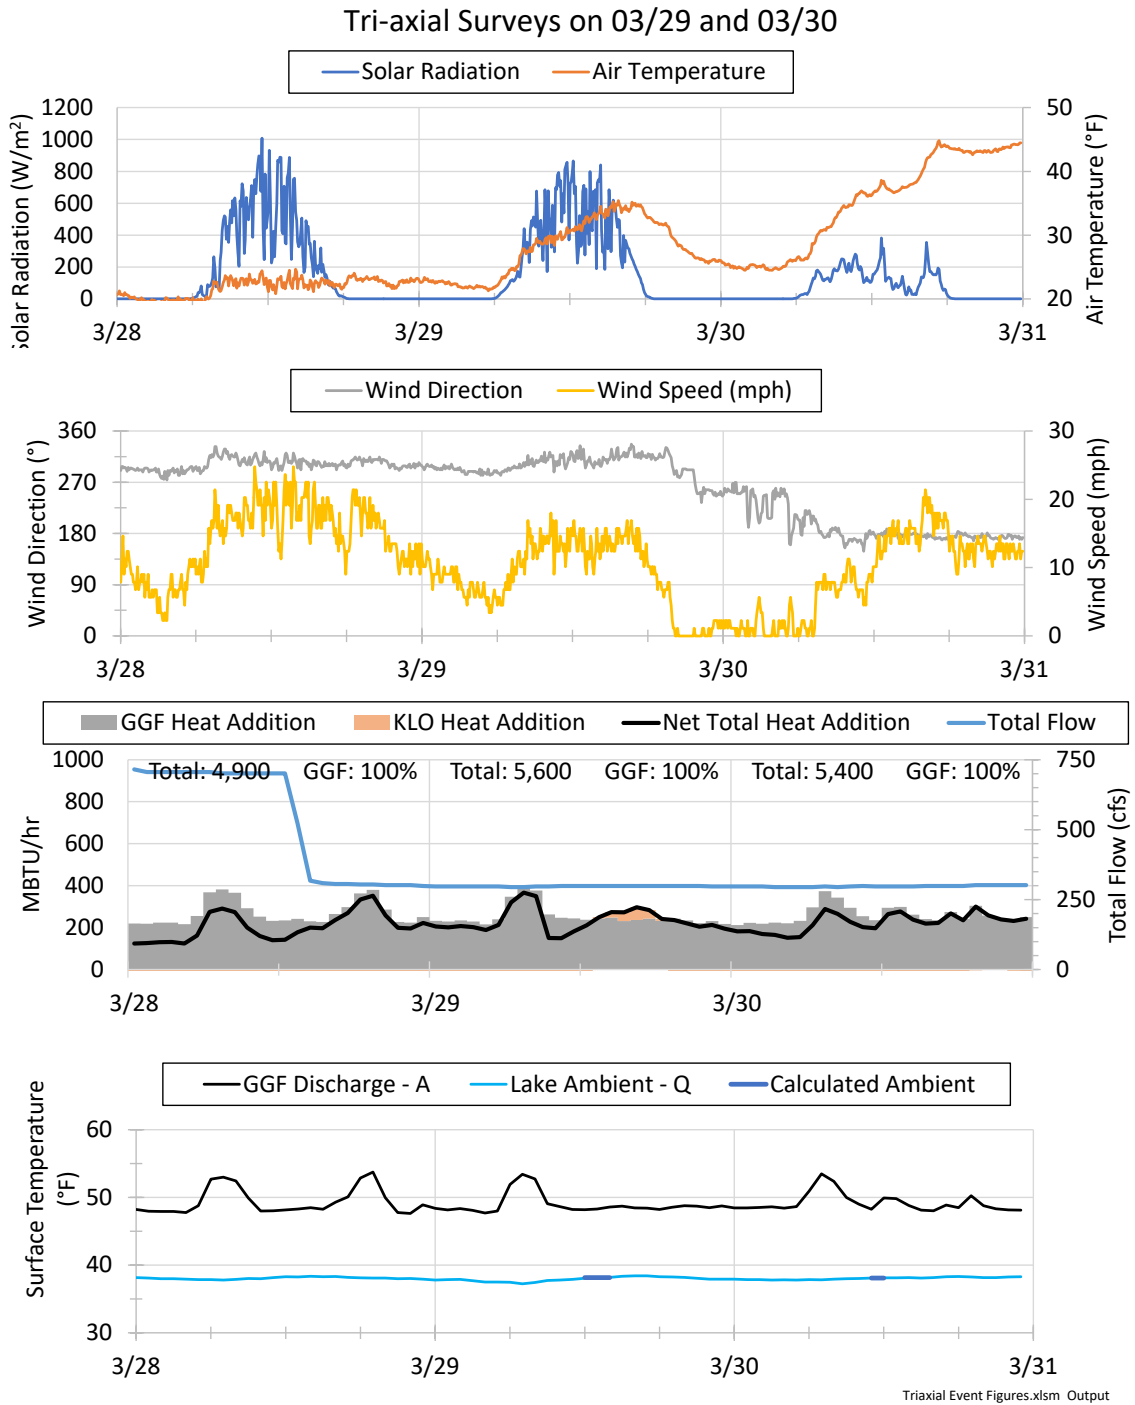 Tri-axial Surveys on 03/29 and 03/30
Solar Radiation Air Temperature
Solar Radiation (W/m²)
1200
1000
800
600
400
200
0
50
40
30
20
Air Temperature (°F)
3/28 3/29 3/30 3/31
Wind Direction Wind Speed (mph)
Wind Direction (°)
360
270
180
90
0
30
20
10
0
Wind Speed (mph)
3/28 3/29 3/30 3/31
GGF Heat Addition KLO Heat Addition Net Total Heat Addition Total Flow
MBTU/hr
1000
800
600
400
200
0
Total: 4,900 GGF: 100% Total: 5,600 GGF: 100% Total: 5,400 GGF: 100%
750
500
250
0
Total Flow (cfs)
3/28 3/29 3/30
GGF Discharge - A Lake Ambient - Q Calculated Ambient
Surface Temperature
(°F)
60
50
40
30
3/28 3/29 3/30 3/31
Triaxial Event Figures.xlsm Output